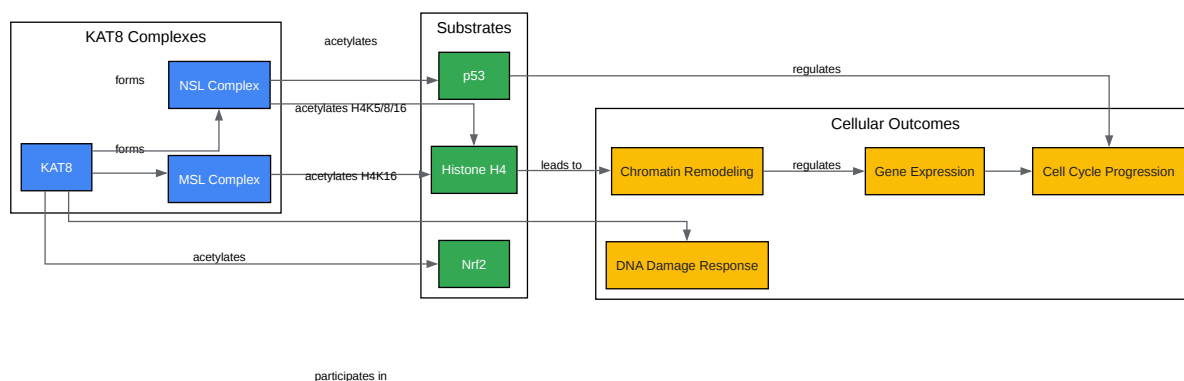 KAT8 Complexes
Substrates
acetylates
forms
NSL Complex
p53
regulates
acetylates H4K5/8/16
Cellular Outcomes
forms
KAT8
MSL Complex
acetylates H4K16
Histone H4
leads to
Chromatin Remodeling
regulates
Gene Expression
Cell Cycle Progression
acetylates
Nrf2
DNA Damage Response
participates in